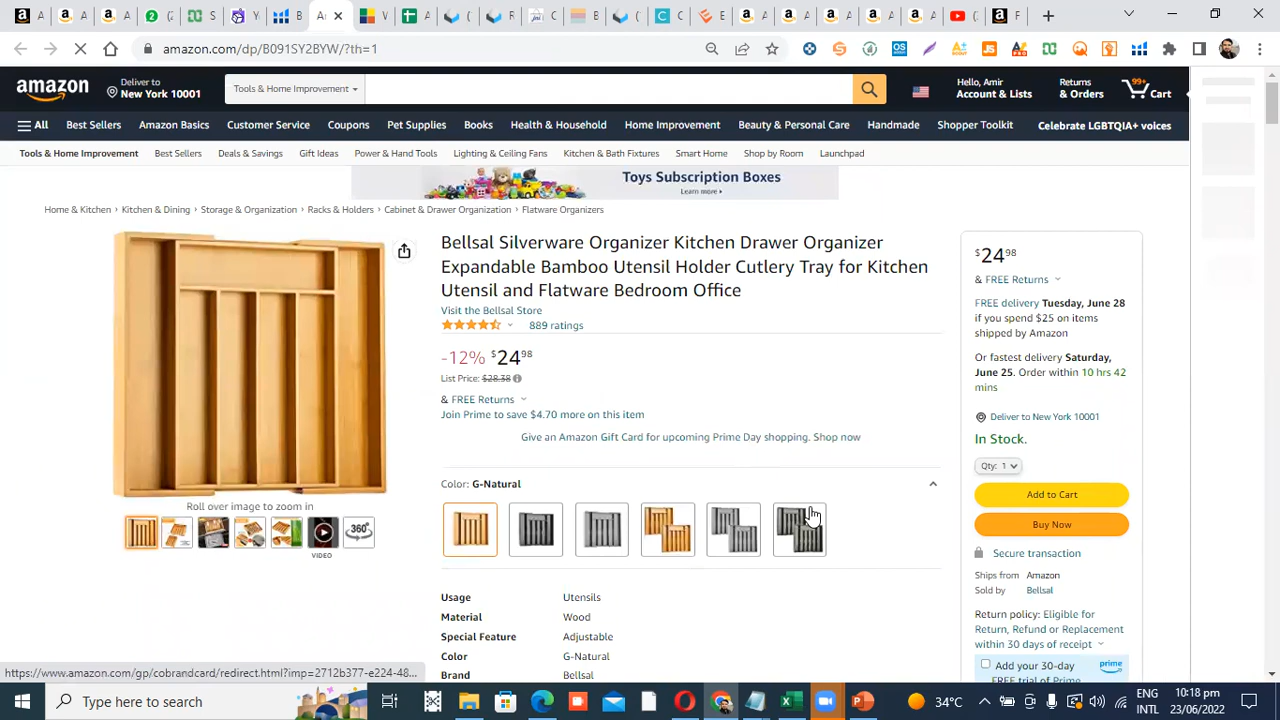 amazon.com/dp/B091SY2BYW/?th=1
amazon
Deliver to
New York 10001
Tools & Home Improvement
Hello, Amir
Account & Lists
Returns
& Orders
99+
Cart
All
Best Sellers
Amazon Basics
Customer Service
Coupons
Pet Supplies
Books
Health & Household
Home Improvement
Beauty & Personal Care
Handmade
Shopper Toolkit
Celebrate LGBTQIA+ voices
Tools & Home Improvement
Best Sellers
Deals & Savings
Gift Ideas
Power & Hand Tools
Lighting & Ceiling Fans
Kitchen & Bath Fixtures
Smart Home
Shop by Room
Launchpad
Toys Subscription Boxes
Learn more ›
Home & Kitchen › Kitchen & Dining › Storage & Organization › Racks & Holders › Cabinet & Drawer Organization › Flatware Organizers
Bellsal Silverware Organizer Kitchen Drawer Organizer
Expandable Bamboo Utensil Holder Cutlery Tray for Kitchen
Utensil and Flatware Bedroom Office
Visit the Bellsal Store
889 ratings
-12% $24 98
List Price: $28.38
& FREE Returns
Join Prime to save $4.70 more on this item
Give an Amazon Gift Card for upcoming Prime Day shopping. Shop now
Color: G-Natural
Usage Utensils
Material Wood
Special Feature Adjustable
Color G-Natural
Brand Bellsal
Roll over image to zoom in
360°
VIDEO
$24 98
& FREE Returns
FREE delivery Tuesday, June 28
if you spend $25 on items
shipped by Amazon
Or fastest delivery Saturday,
June 25. Order within 10 hrs 42
mins
Deliver to New York 10001
In Stock.
Qty: 1
Add to Cart
Buy Now
Secure transaction
Ships from Amazon
Sold by Bellsal
Return policy: Eligible for
Return, Refund or Replacement
within 30 days of receipt
Add your 30-day
FREE trial of Prime
prime
https://www.amazon.com/gp/cobrandcard/redirect.html?imp=2712b377-e224-48...
Type here to search
34°C
ENG
INTL
10:18 pm
23/06/2022